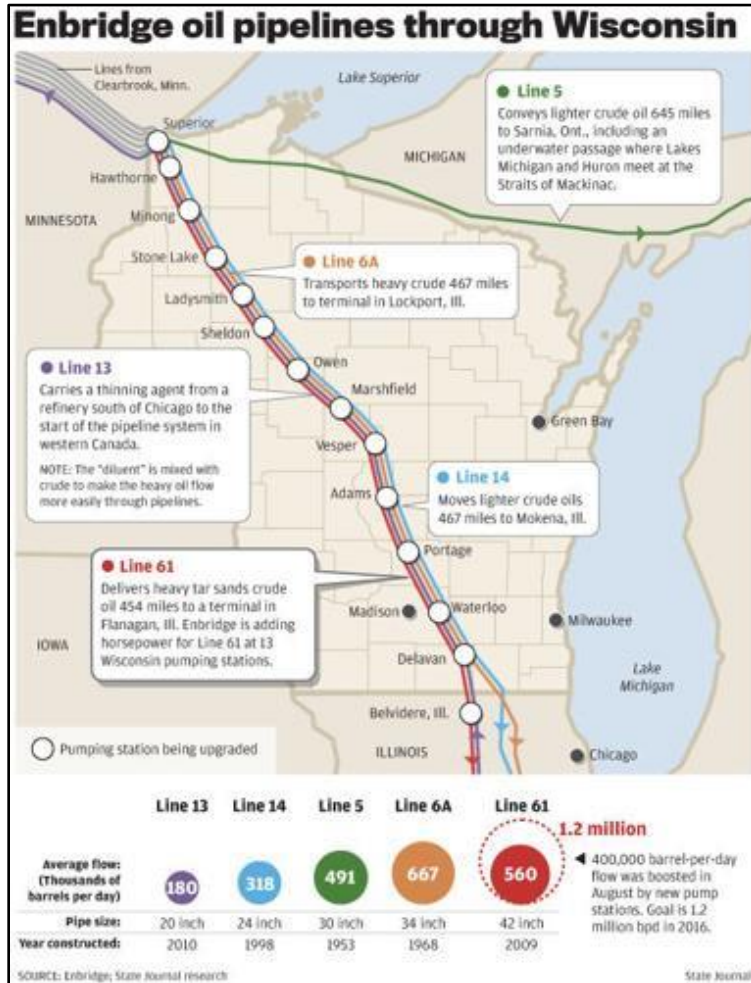 Enbridge oil pipelines through Wisconsin
Lines from
Clearbrook, Minn.
Lake Superior
Superior
Line 5
Conveys lighter crude oil 645 miles
to Sarnia, Ont., including an
underwater passage where Lakes
Michigan and Huron meet at the
Straits of Mackinac.
MICHIGAN
Hawthorne
MINNESOTA
Minong
Stone Lake
Line 6A
Transports heavy crude 467 miles
to terminal in Lockport, Ill.
Ladysmith
Sheldon
Owen
Line 13
Carries a thinning agent from a
refinery south of Chicago to the
start of the pipeline system in
western Canada.
NOTE: The "diluent" is mixed with
crude to make the heavy oil flow
more easily through pipelines.
Marshfield
Green Bay
Vesper
Line 14
Moves lighter crude oils
467 miles to Mokena, Ill.
Adams
Portage
Line 61
Delivers heavy tar sands crude
oil 454 miles to a terminal in
Flanagan, Ill. Enbridge is adding
horsepower for Line 61 at 13
Wisconsin pumping stations.
Madison
Waterloo
Milwaukee
IOWA
Delavan
Lake
Michigan
Belvidere, Ill.
Pumping station being upgraded
ILLINOIS
Chicago
Line 13 Line 14 Line 5 Line 6A Line 61
1.2 million
Average flow:
(Thousands of
barrels per day)
180 318 491 667 560
400,000 barrel-per-day
flow was boosted in
August by new pump
stations. Goal is 1.2
million bpd in 2016.
Pipe size: 20 inch 24 inch 30 inch 34 inch 42 inch
Year constructed: 2010 1998 1953 1968 2009
SOURCE: Enbridge; State Journal research
State Journal